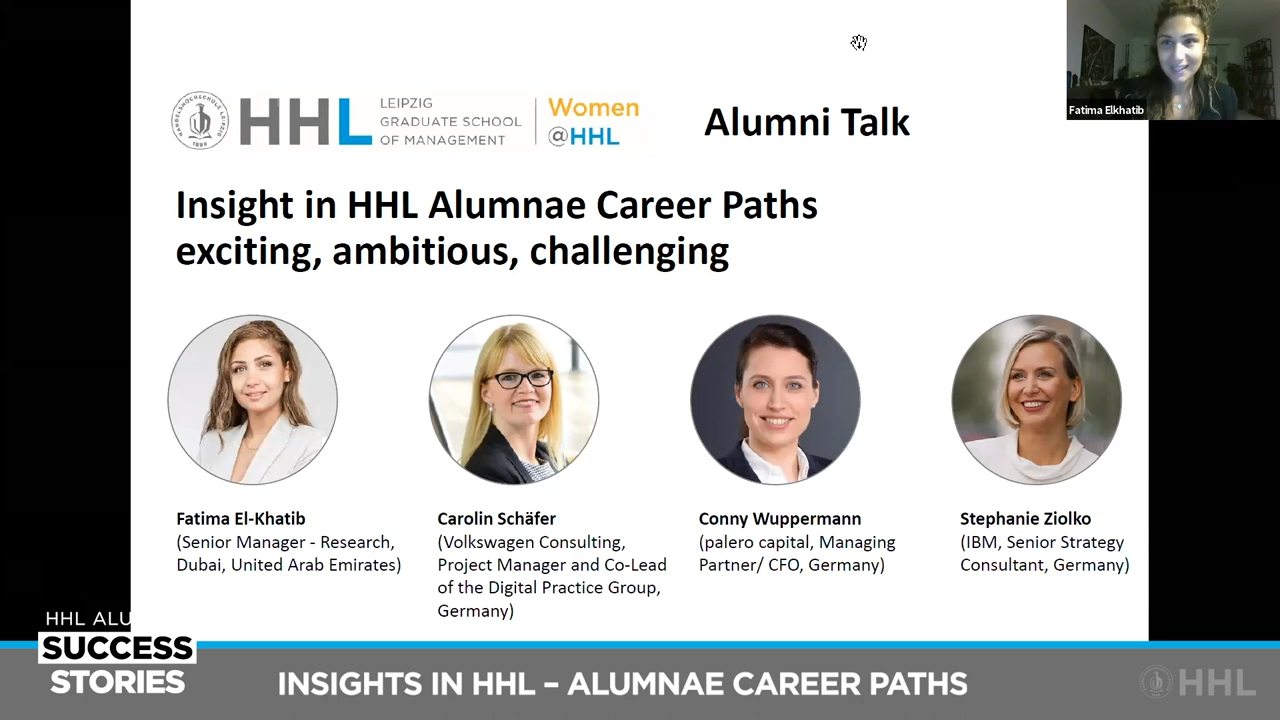 Fatima Elkhatib
HANDELSHOCHSCHULE LEIPZIG
1898
HHL
LEIPZIG
GRADUATE SCHOOL
OF MANAGEMENT
Women
@HHL
Alumni Talk
Insight in HHL Alumnae Career Paths
exciting, ambitious, challenging
Fatima El-Khatib
(Senior Manager - Research,
Dubai, United Arab Emirates)
Carolin Schäfer
(Volkswagen Consulting,
Project Manager and Co-Lead
of the Digital Practice Group,
Germany)
Conny Wuppermann
(palero capital, Managing
Partner/ CFO, Germany)
Stephanie Ziolko
(IBM, Senior Strategy
Consultant, Germany)
HHL ALU
SUCCESS
STORIES
INSIGHTS IN HHL – ALUMNAE CAREER PATHS
HHL